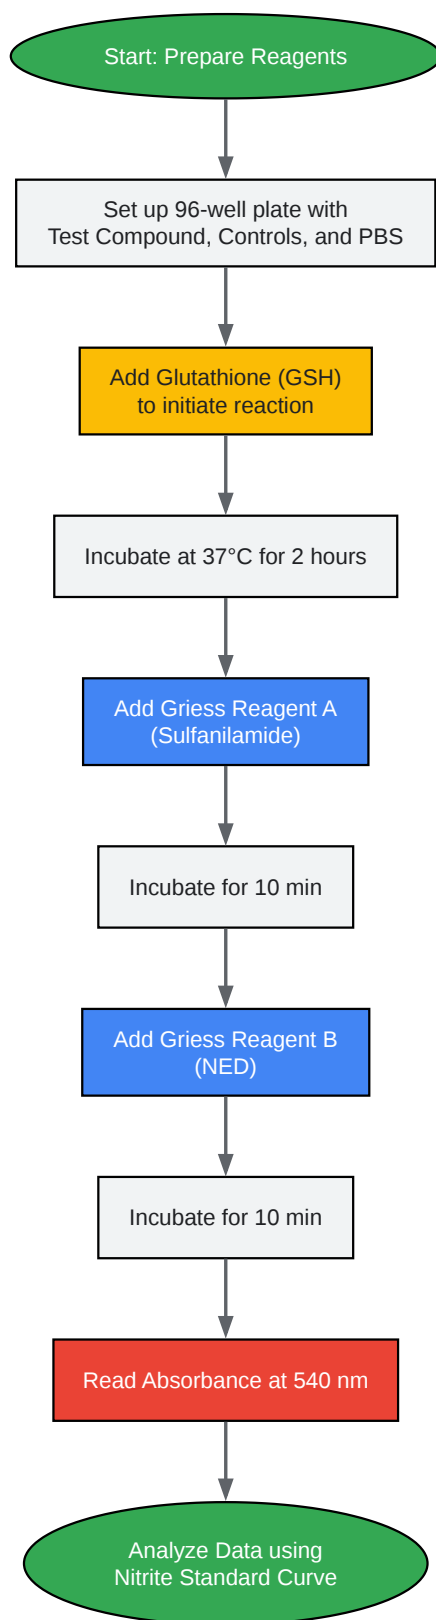 Start: Prepare Reagents
Set up 96-well plate with
Test Compound, Controls, and PBS
Add Glutathione (GSH)
to initiate reaction
Incubate at 37°C for 2 hours
Add Griess Reagent A
(Sulfanilamide)
Incubate for 10 min
Add Griess Reagent B
(NED)
Incubate for 10 min
Read Absorbance at 540 nm
Analyze Data using
Nitrite Standard Curve